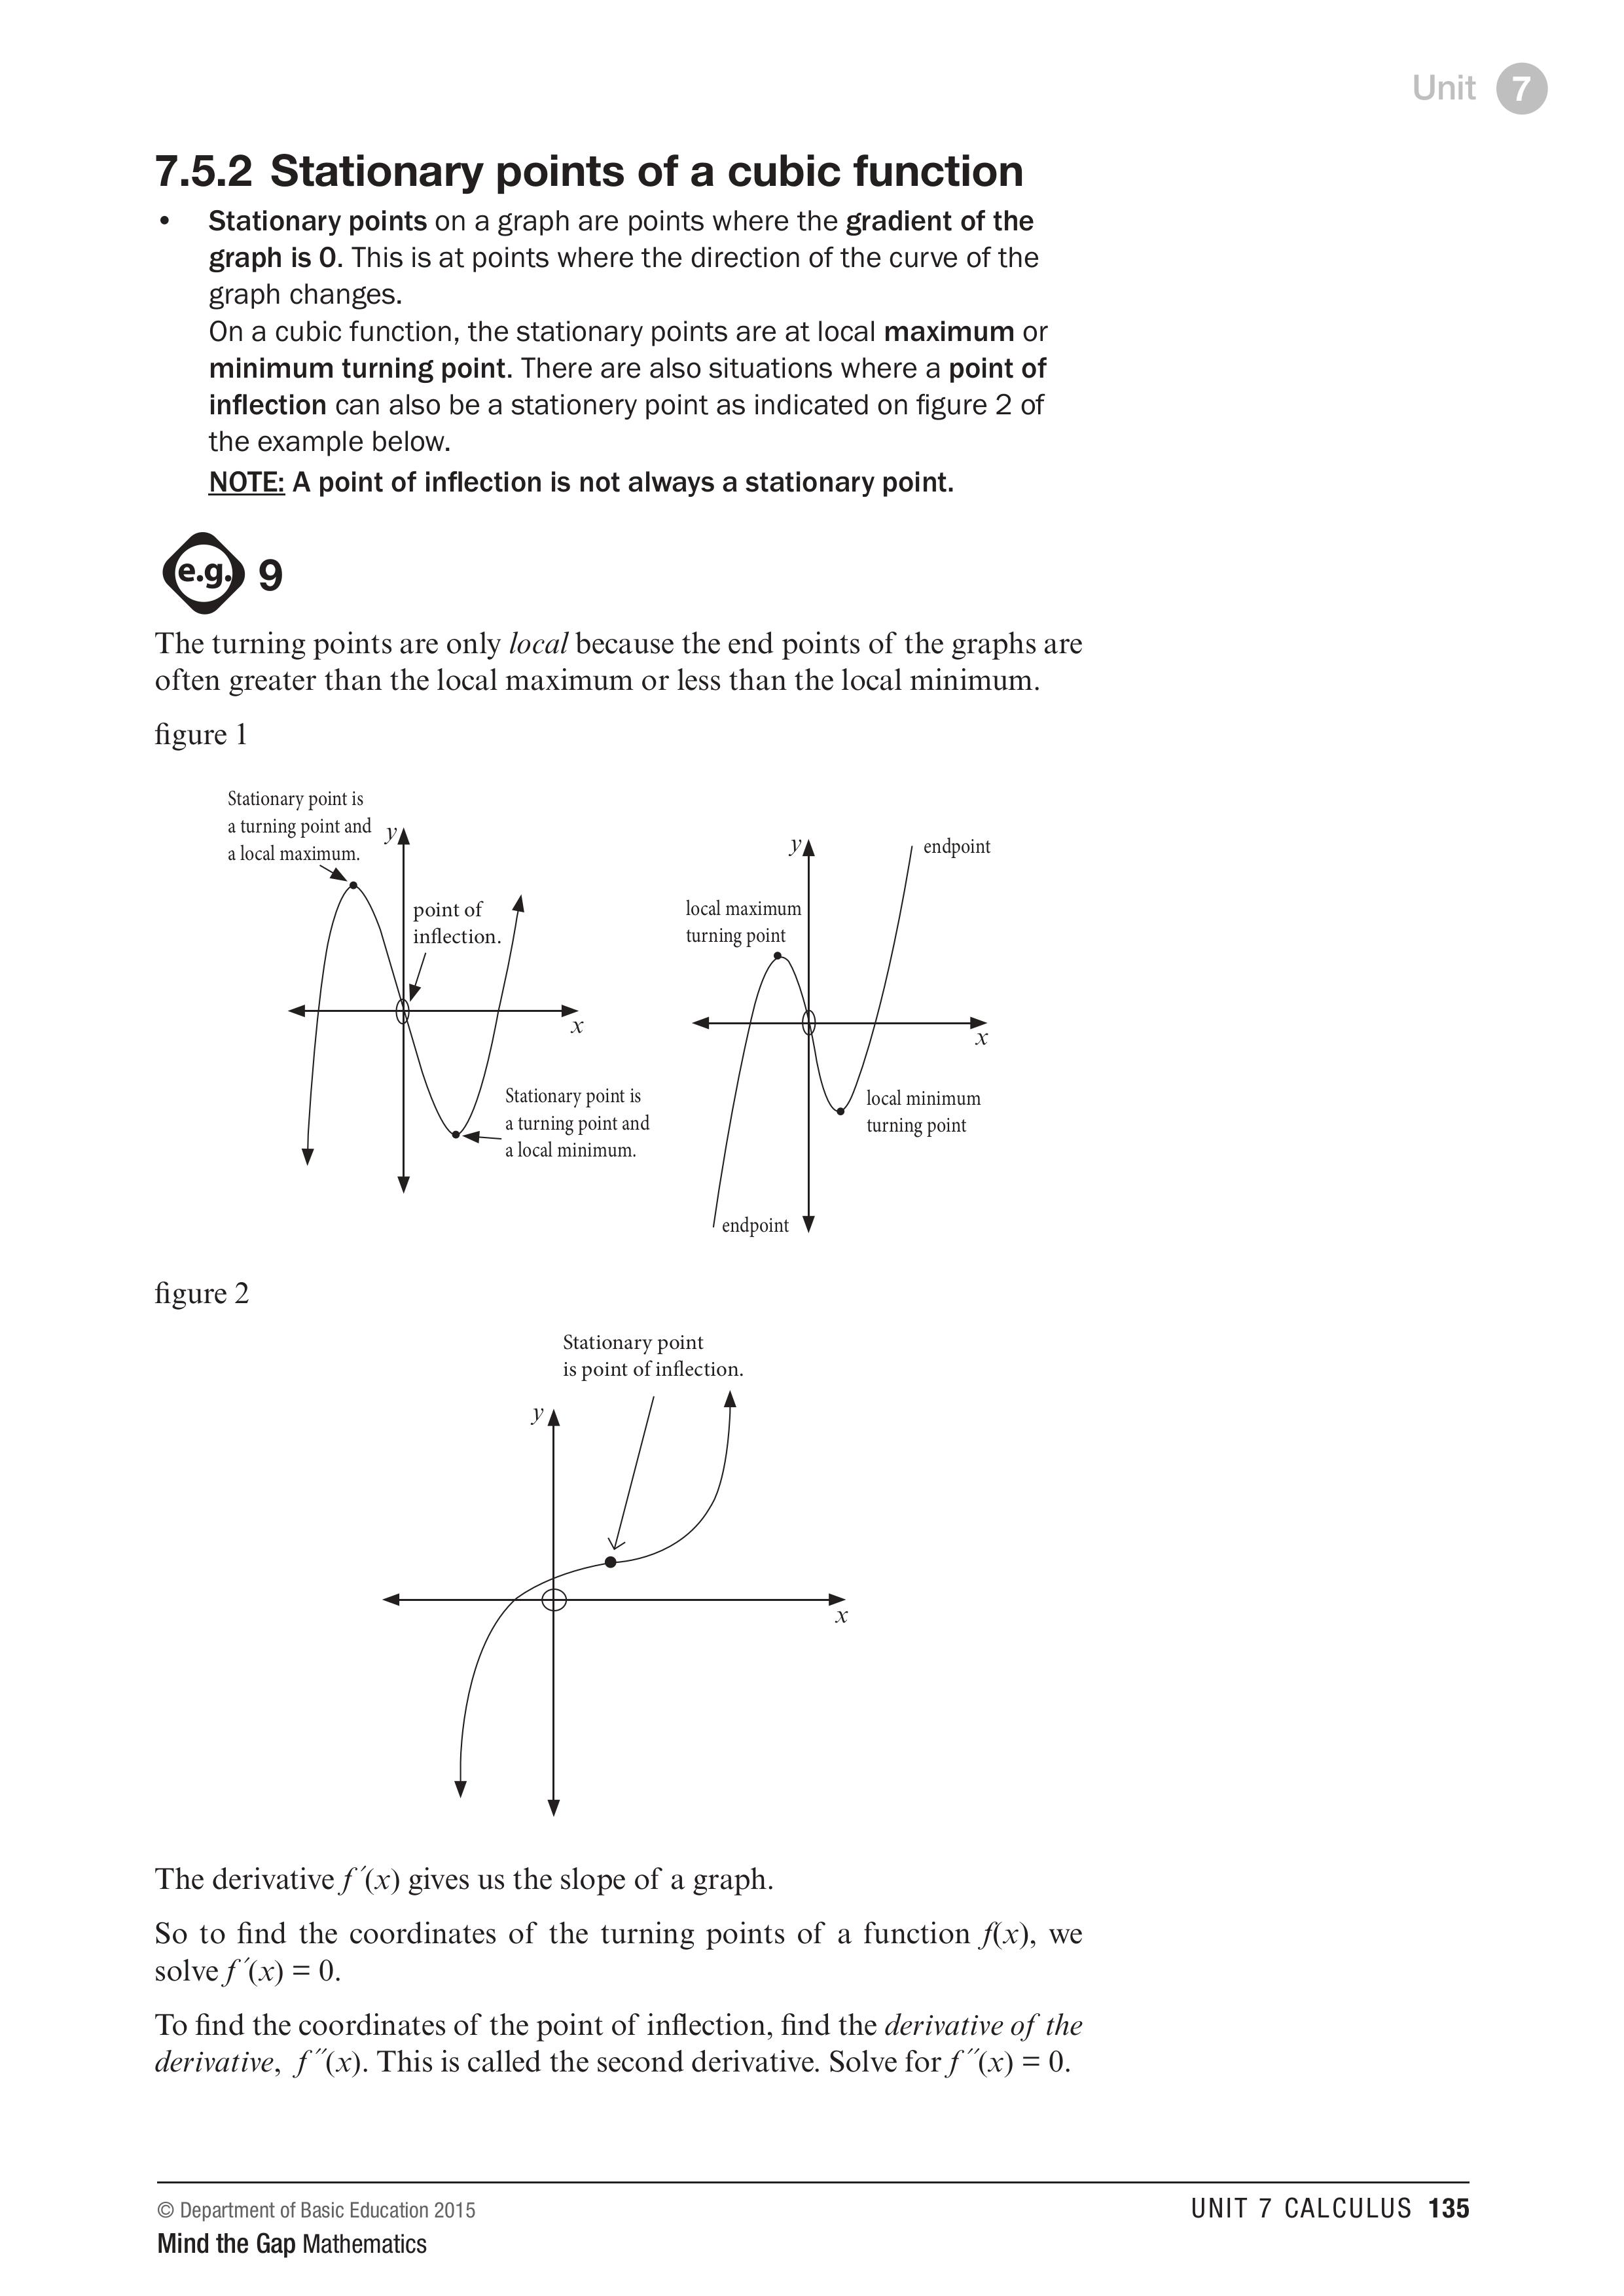 Unit 7
7.5.2 Stationary points of a cubic function
• Stationary points on a graph are points where the gradient of the
graph is 0. This is at points where the direction of the curve of the
graph changes.
On a cubic function, the stationary points are at local maximum or
minimum turning point. There are also situations where a point of
inflection can also be a stationery point as indicated on figure 2 of
the example below.
NOTE: A point of inflection is not always a stationary point.
e.g. 9
The turning points are only local because the end points of the graphs are
often greater than the local maximum or less than the local minimum.
figure 1
Stationary point is
a turning point and
a local maximum.
y
point of
inflection.
x
Stationary point is
a turning point and
a local minimum.
y
endpoint
local maximum
turning point
x
local minimum
turning point
endpoint
figure 2
Stationary point
is point of inflection.
y
x
The derivative f´(x) gives us the slope of a graph.
So to find the coordinates of the turning points of a function f(x), we
solve f´(x) = 0.
To find the coordinates of the point of inflection, find the derivative of the
derivative, f´´(x). This is called the second derivative. Solve for f´´(x) = 0.
© Department of Basic Education 2015
Mind the Gap Mathematics
UNIT 7 CALCULUS 135